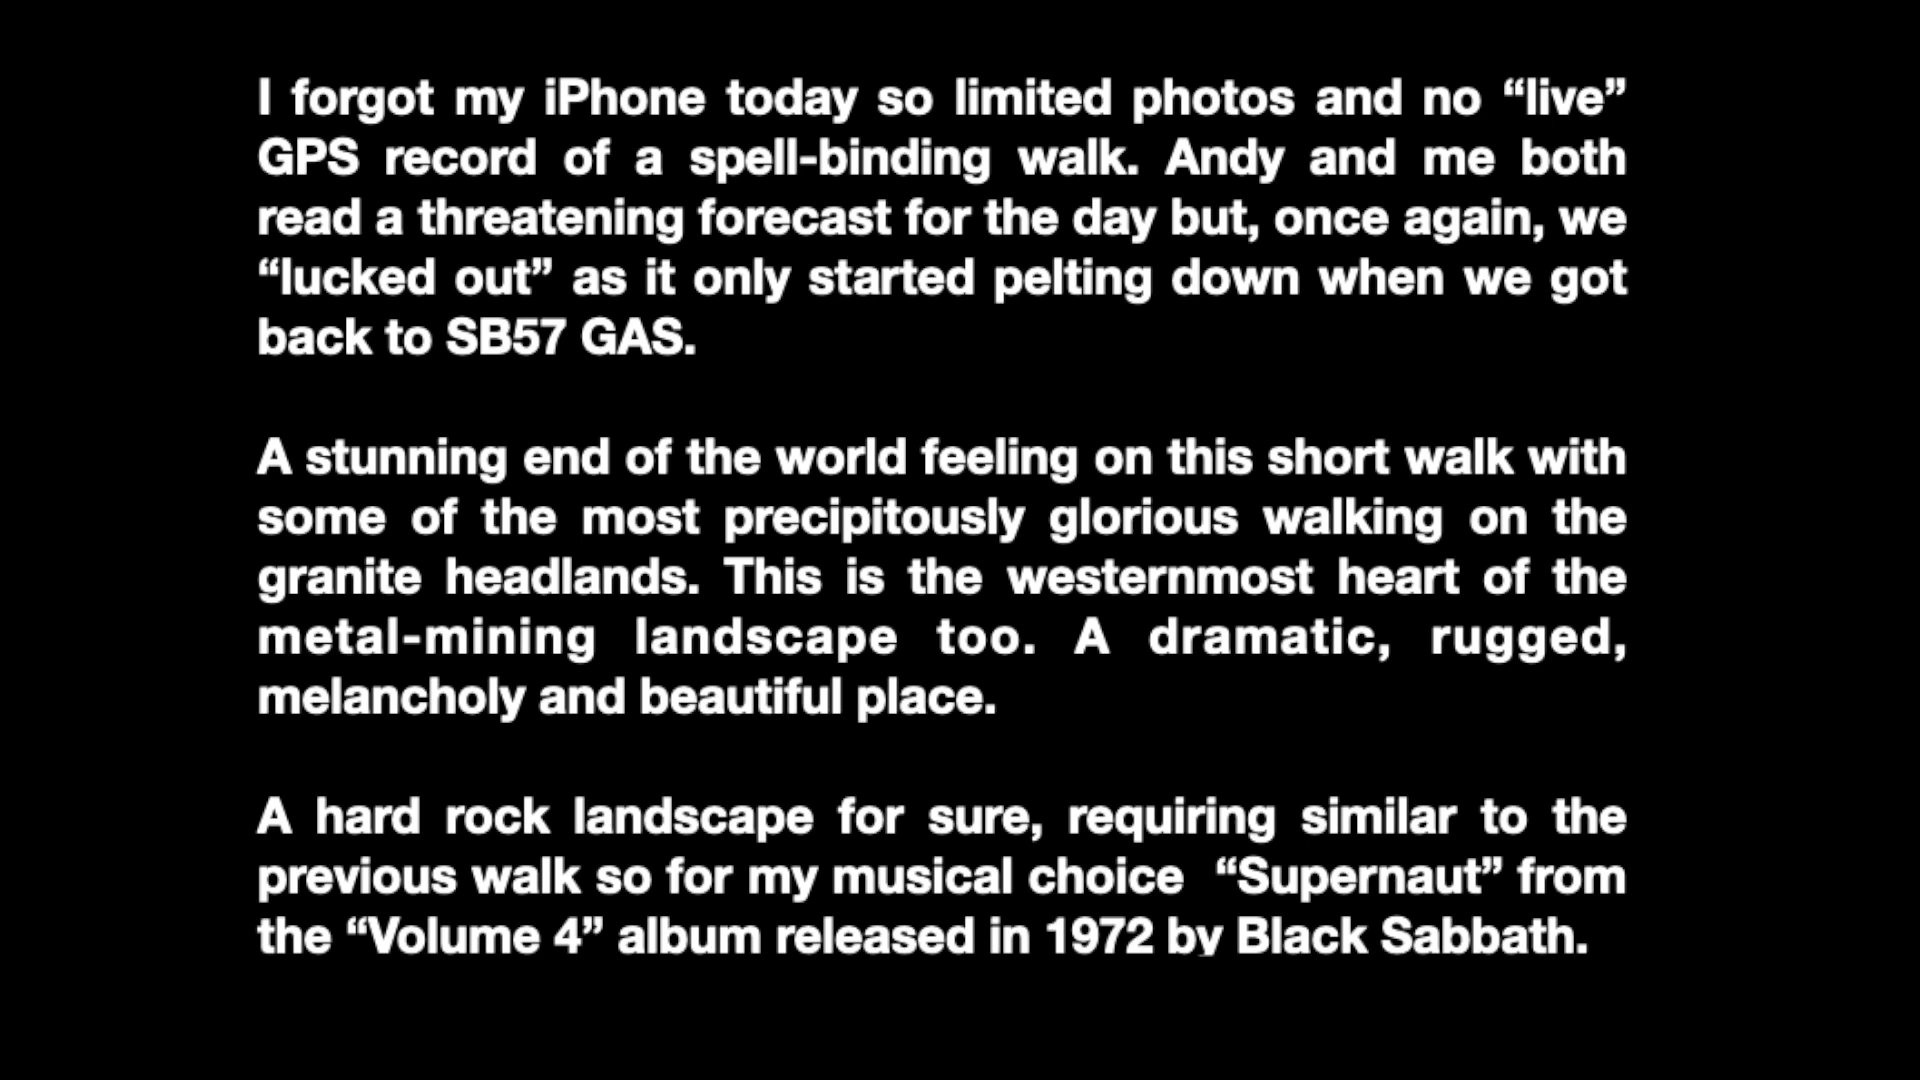 I forgot my iPhone today so limited photos and no “live”
GPS record of a spell-binding walk. Andy and me both
read a threatening forecast for the day but, once again, we
“lucked out” as it only started pelting down when we got
back to SB57 GAS.
A stunning end of the world feeling on this short walk with
some of the most precipitously glorious walking on the
granite headlands. This is the westernmost heart of the
metal-mining landscape too. A dramatic, rugged,
melancholy and beautiful place.
A hard rock landscape for sure, requiring similar to the
previous walk so for my musical choice  “Supernaut” from
the “Volume 4” album released in 1972 by Black Sabbath.